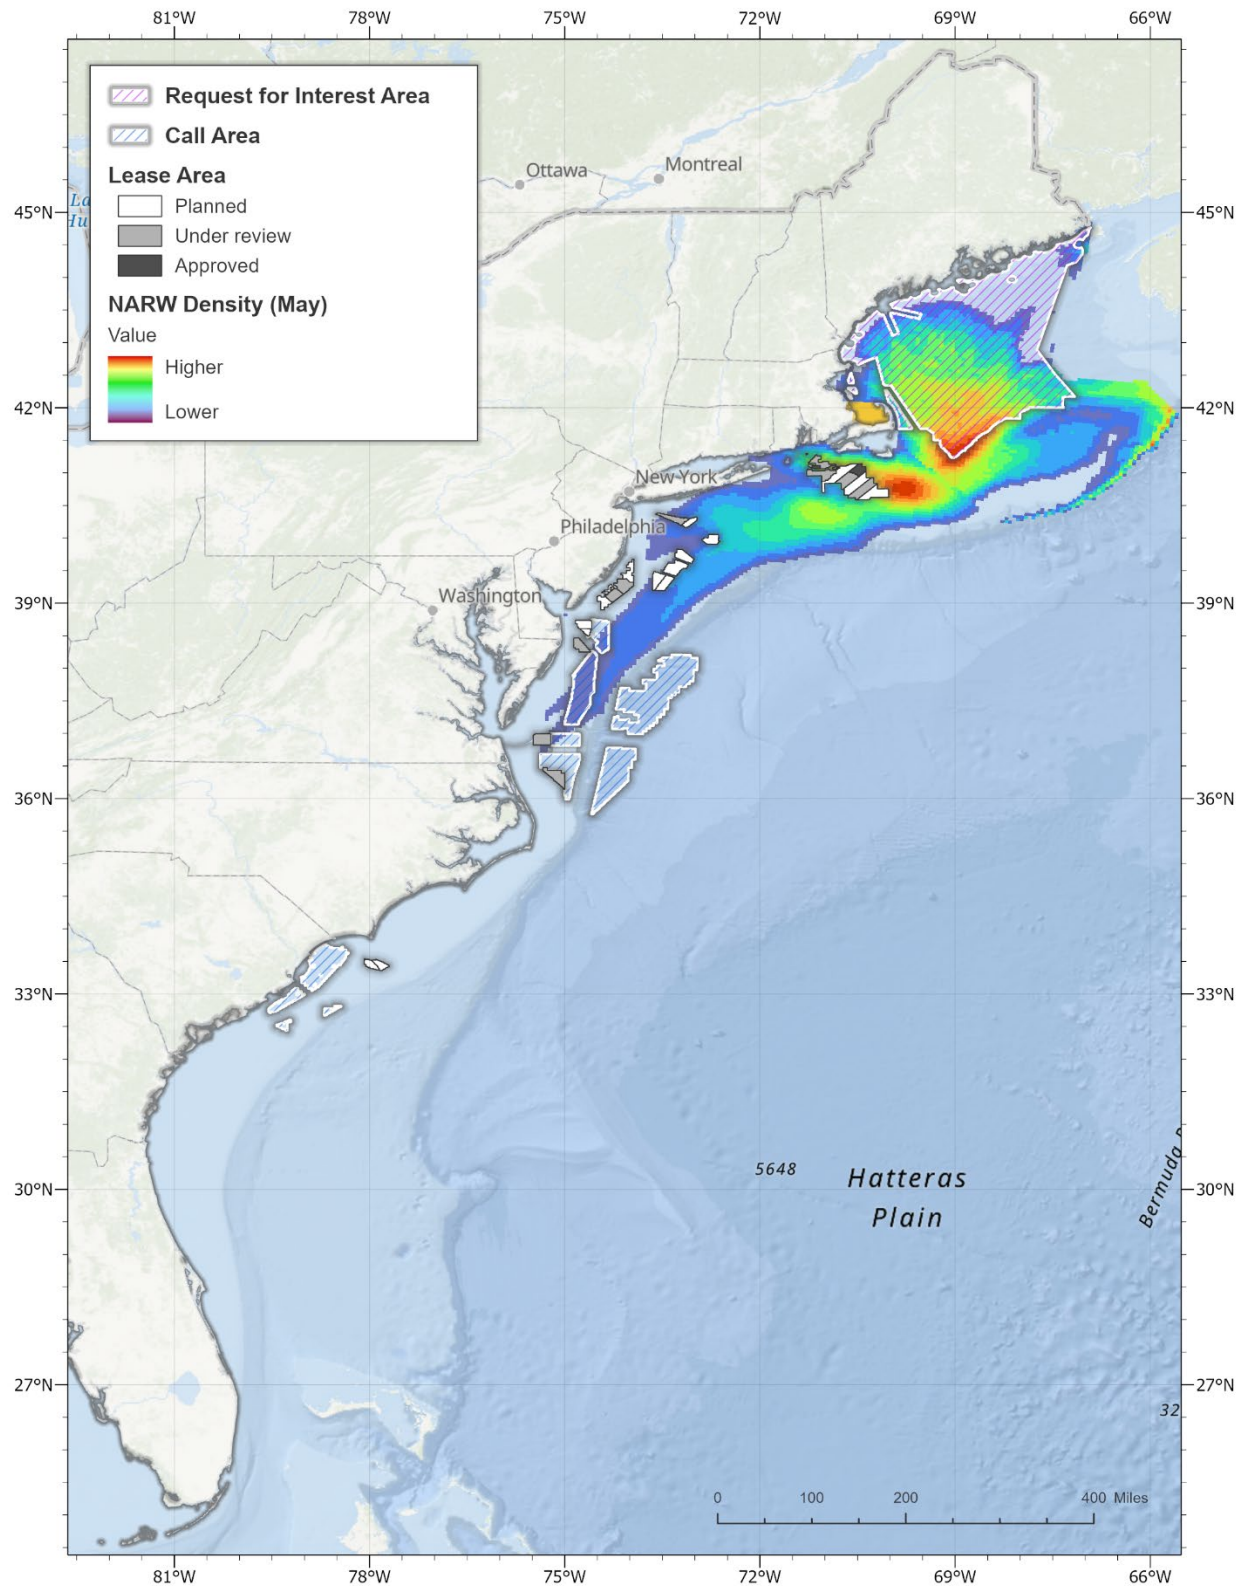 81°W 78°W 75°W 72°W 69°W 66°W
Request for Interest Area
Call Area
Lease Area
Planned
Under review
Approved
NARW Density (May)
Value
Higher
Lower
La
Hu
Ottawa
Montreal
45°N 45°N
42°N 42°N
New York
Philadelphia
Washington
39°N 39°N
36°N 36°N
33°N 33°N
5648
Hatteras
Plain
Bermuda
30°N 30°N
27°N 27°N
32
0 100 200 400 Miles
81°W 78°W 75°W 72°W 69°W 66°W